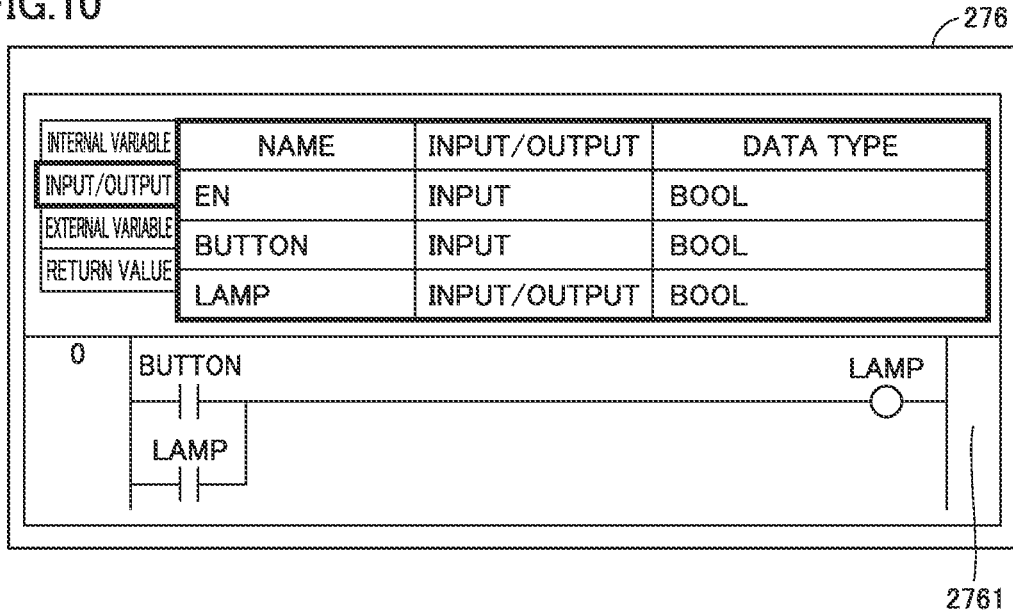 FIG.10
276
INTERNAL VARIABLE
INPUT/OUTPUT
EXTERNAL VARIABLE
RETURN VALUE
NAME INPUT/OUTPUT DATA TYPE
EN INPUT BOOL
BUTTON INPUT BOOL
LAMP INPUT/OUTPUT BOOL
0
BUTTON LAMP
LAMP
2761